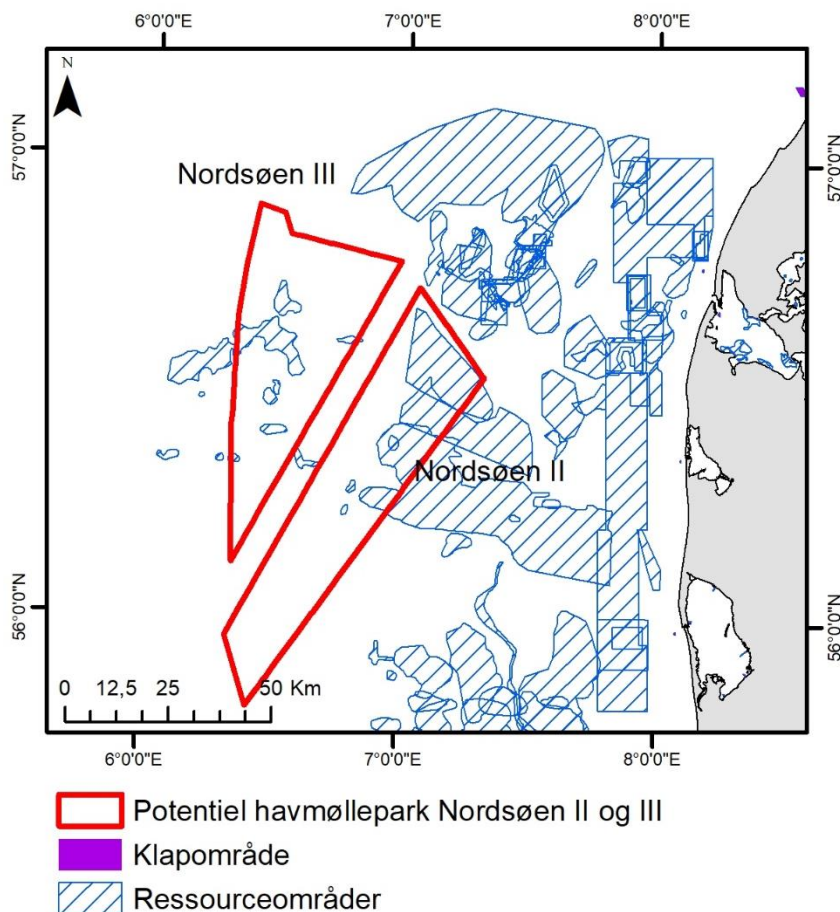 6°0'0"E 7°0'0"E 8°0'0"E
N
57°0'0"N 57°0'0"N
Nordsøen III
Nordsøen II
56°0'0"N 56°0'0"N
0 12,5 25 50 Km
6°0'0"E 7°0'0"E 8°0'0"E
Potentiel havmøllepark Nordsøen II og III
Klapområde
Ressourceområder